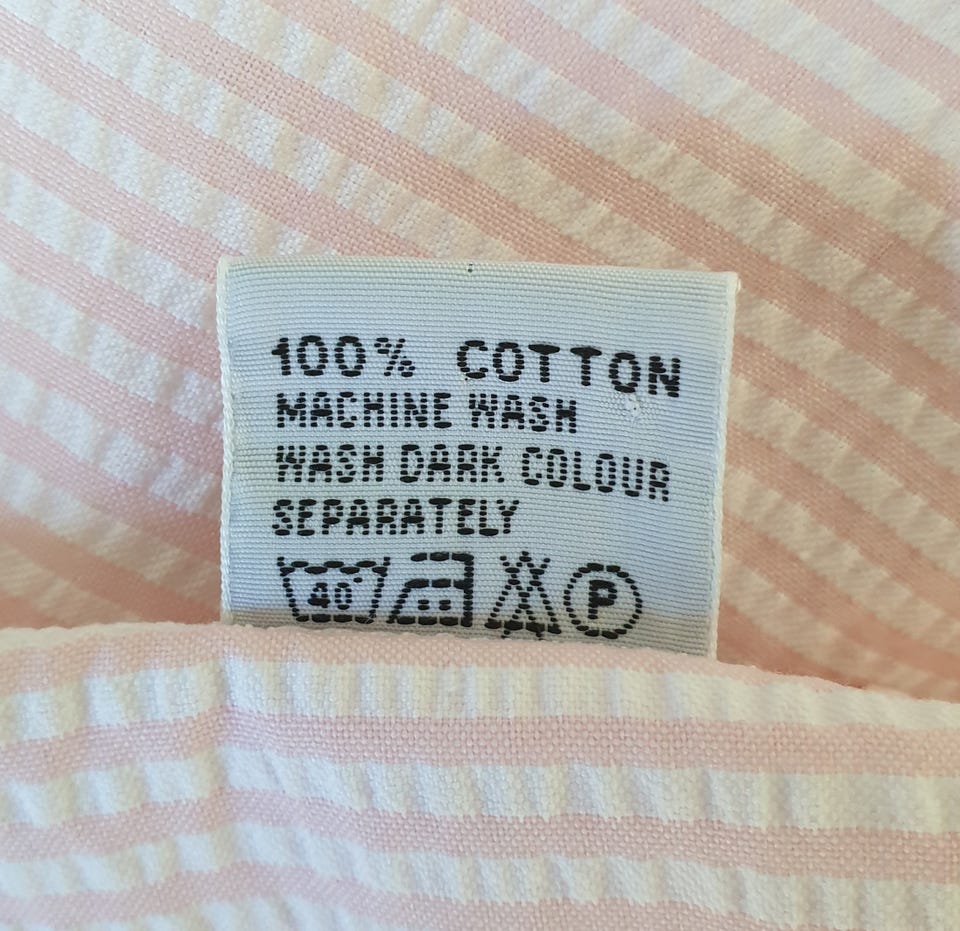 100% COTTON
MACHINE WASH
WASH DARK COLOUR
SEPARATELY
40° P